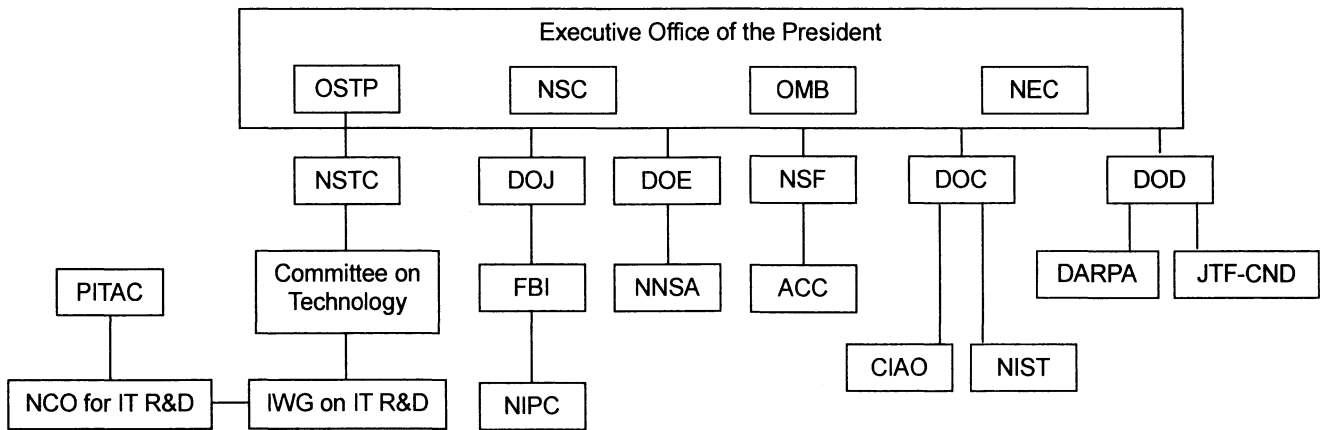 Executive Office of the President
OSTP
NSC
OMB
NEC
NSTC
DOJ
DOE
NSF
DOC
DOD
Committee on
Technology
PITAC
FBI
NNSA
ACC
DARPA
JTF-CND
CIAO
NIST
NCO for IT R&D
IWG on IT R&D
NIPC